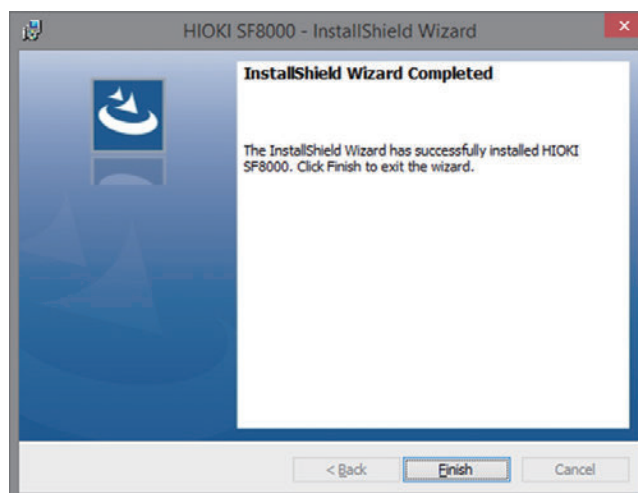 HIOKI SF8000 - InstallShield Wizard
InstallShield Wizard Completed
The InstallShield Wizard has successfully installed HIOKI
SF8000. Click Finish to exit the wizard.
< Back
Finish
Cancel